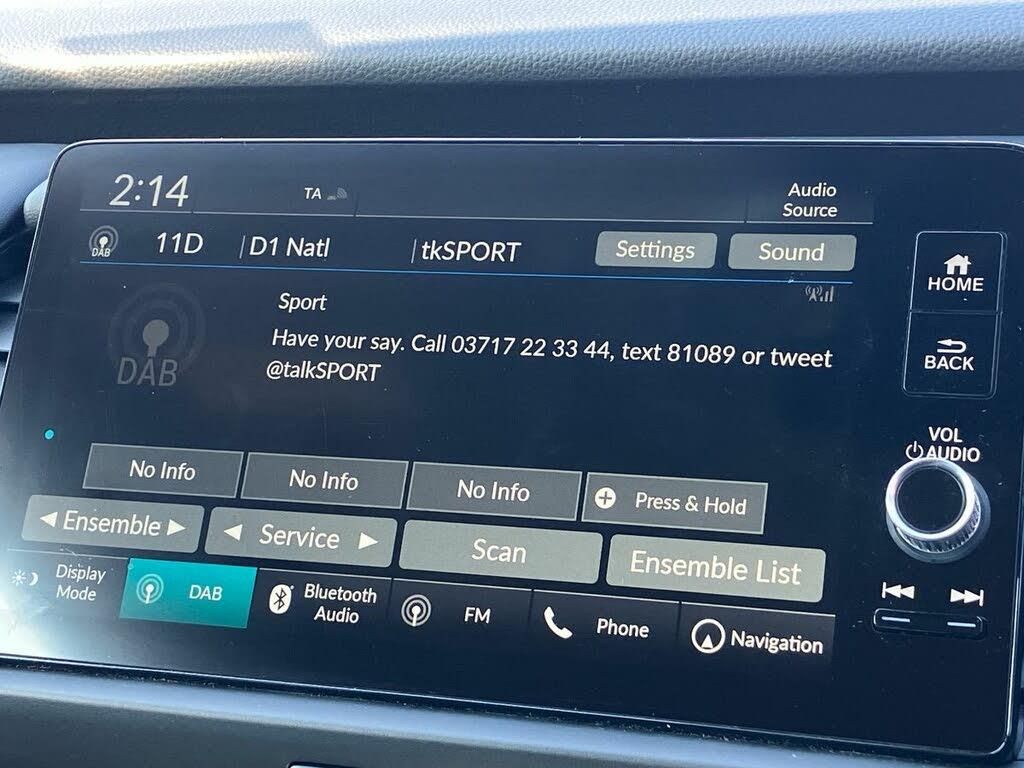 2:14
TA
Audio
Source
DAB
11D
D1 Natl
tkSPORT
Settings
Sound
HOME
Sport
DAB
Have your say. Call 03717 22 33 44, text 81089 or tweet
@talkSPORT
BACK
VOL
AUDIO
No Info
No Info
No Info
Press & Hold
Ensemble
Service
Scan
Ensemble List
Display
Mode
DAB
Bluetooth
Audio
FM
Phone
Navigation